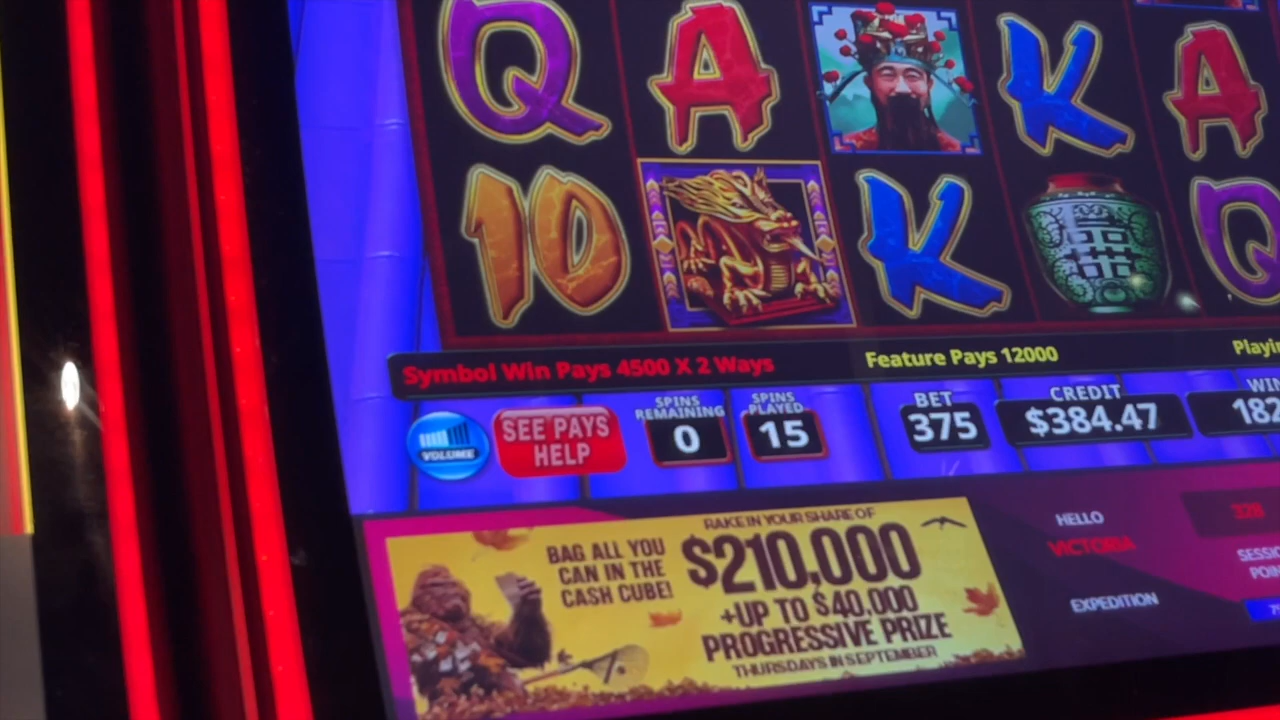 Q A K A
10 K Q
Symbol Win Pays 4500 X 2 Ways
Feature Pays 12000
VOLUME
SEE PAYS
HELP
SPINS
REMAINING
0
SPINS
PLAYED
15
BET
375
CREDIT
$384.47
BAG ALL YOU
CAN IN THE
CASH CUBE!
RAKE IN YOUR SHARE OF
$210,000
+UP TO $40,000
PROGRESSIVE PRIZE
THURSDAYS IN SEPTEMBER
HELLO
VICTORIA
EXPEDITION
328